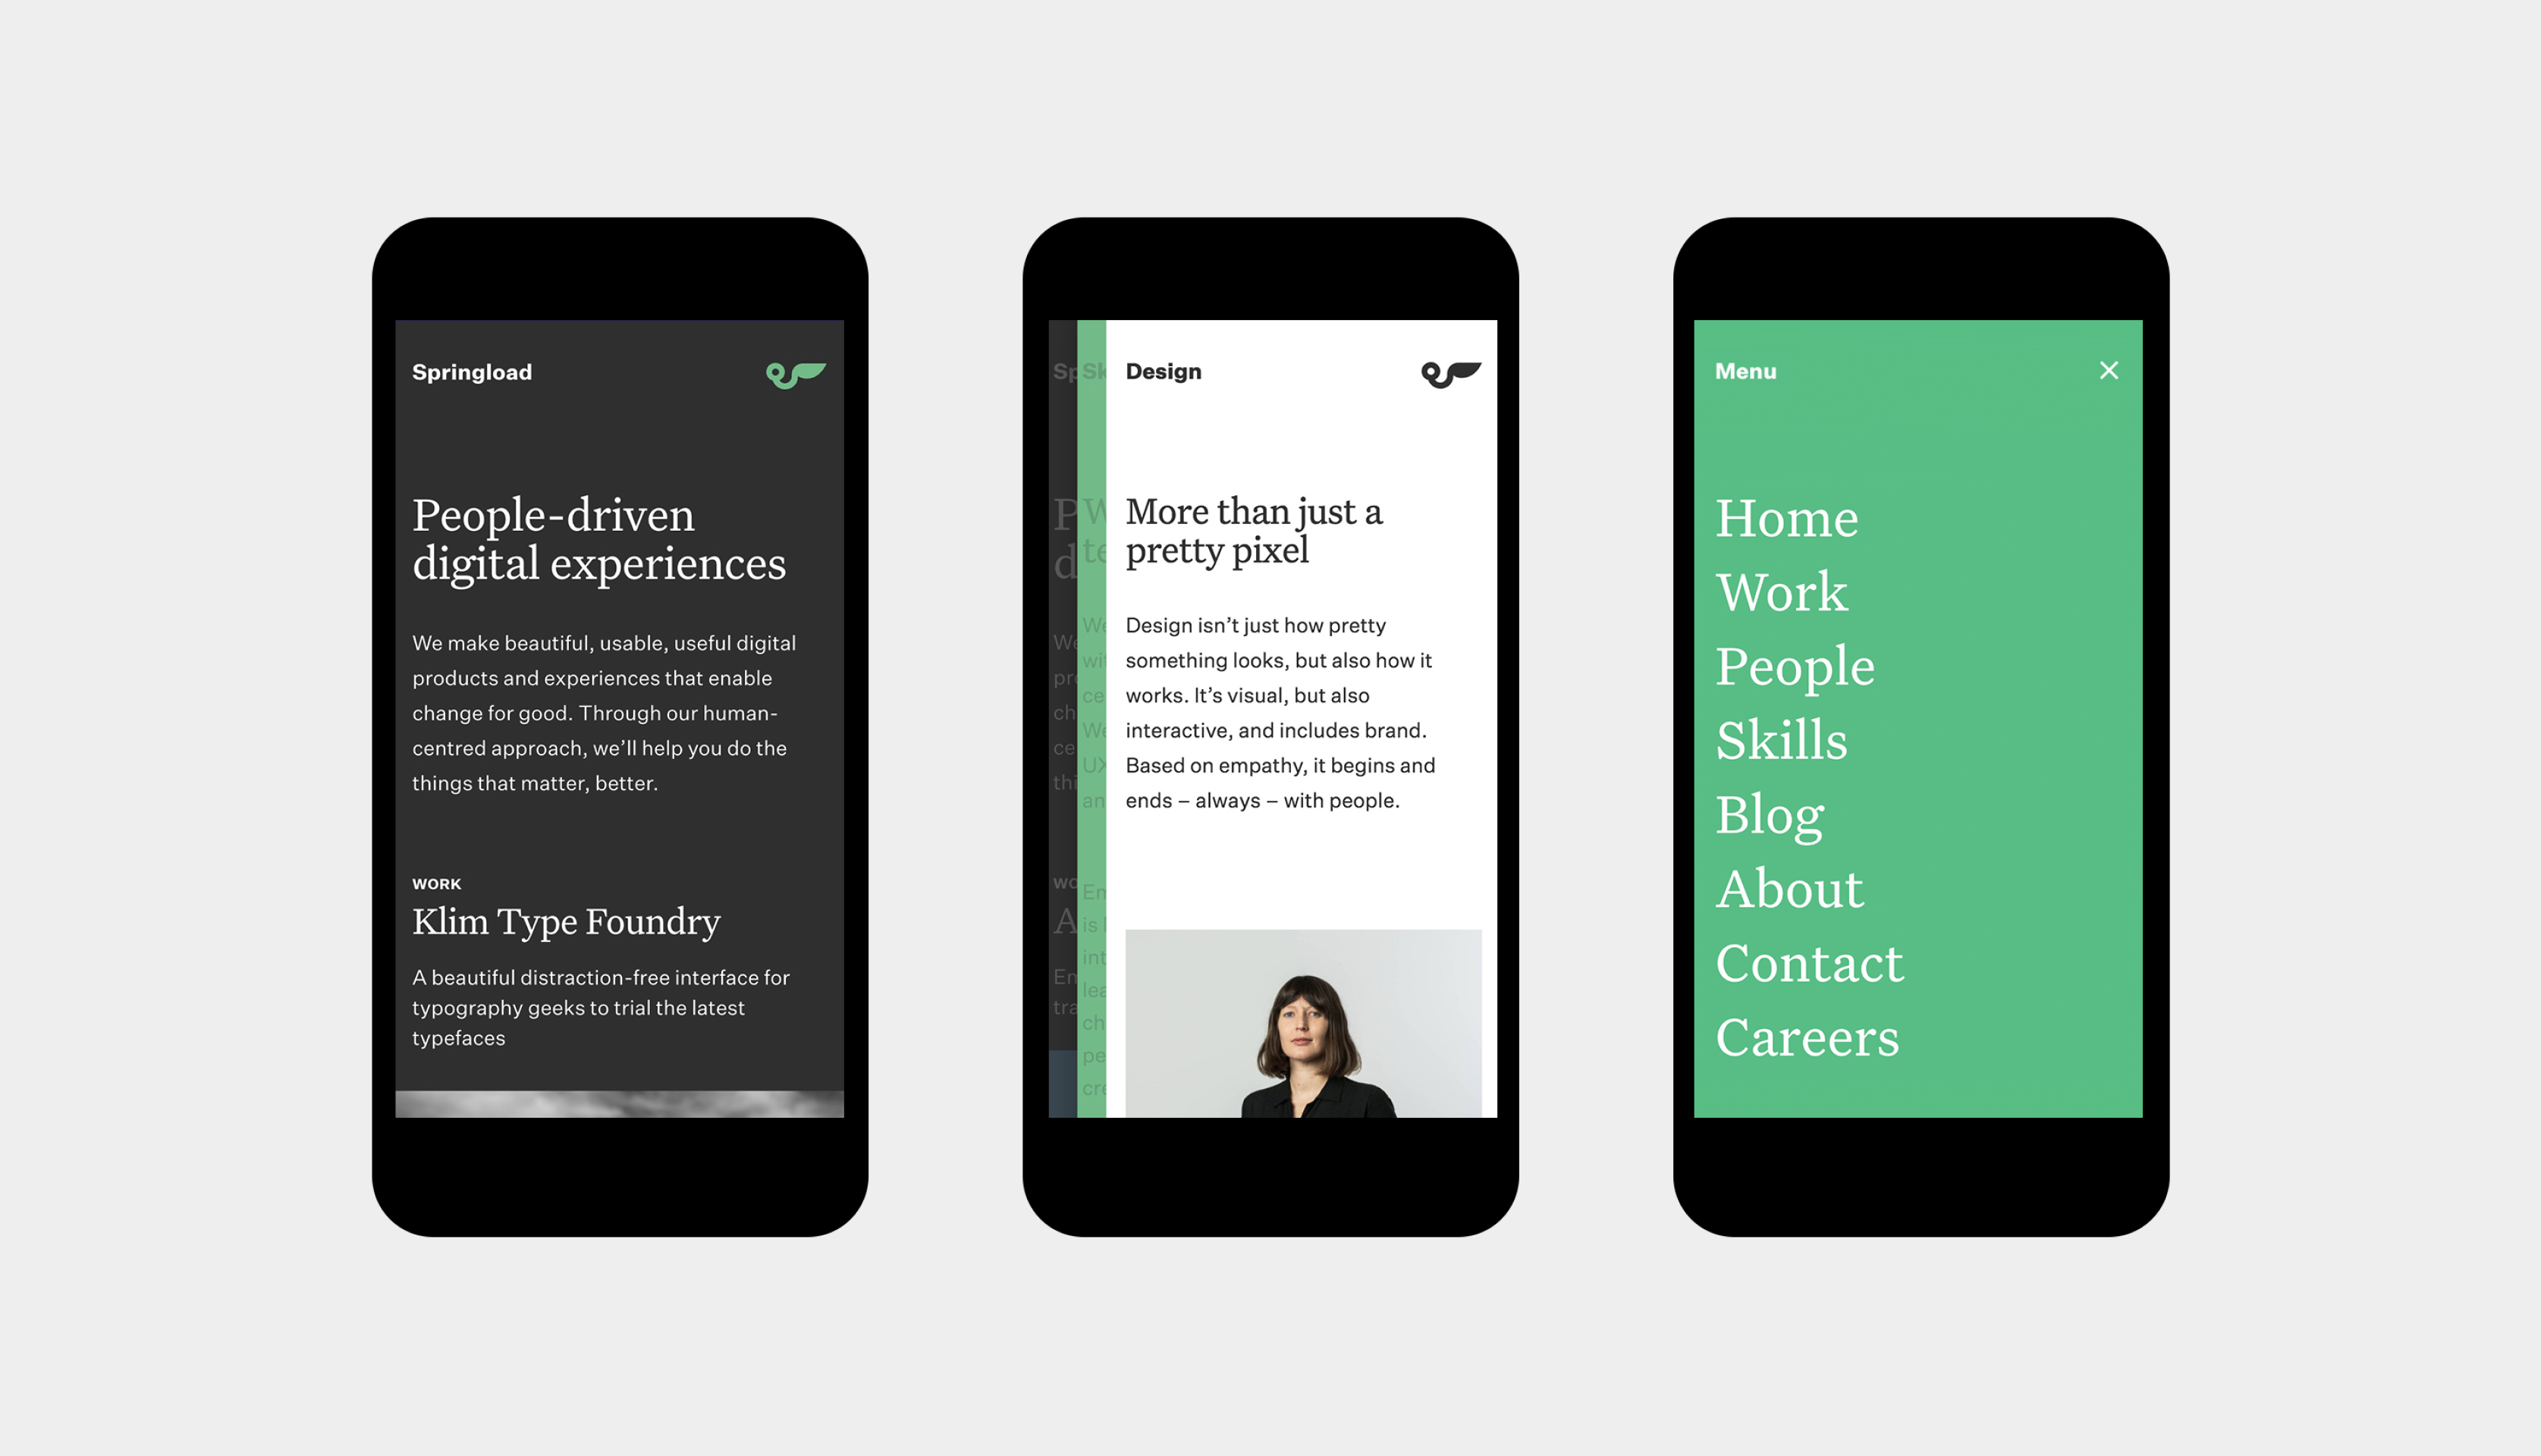 Springload
People-driven
digital experiences
We make beautiful, usable, useful digital
products and experiences that enable
change for good. Through our human-
centred approach, we’ll help you do the
things that matter, better.
WORK
Klim Type Foundry
A beautiful distraction-free interface for
typography geeks to trial the latest
typefaces
Design
More than just a
pretty pixel
Design isn’t just how pretty
something looks, but also how it
works. It’s visual, but also
interactive, and includes brand.
Based on empathy, it begins and
ends – always – with people.
Menu
Home
Work
People
Skills
Blog
About
Contact
Careers